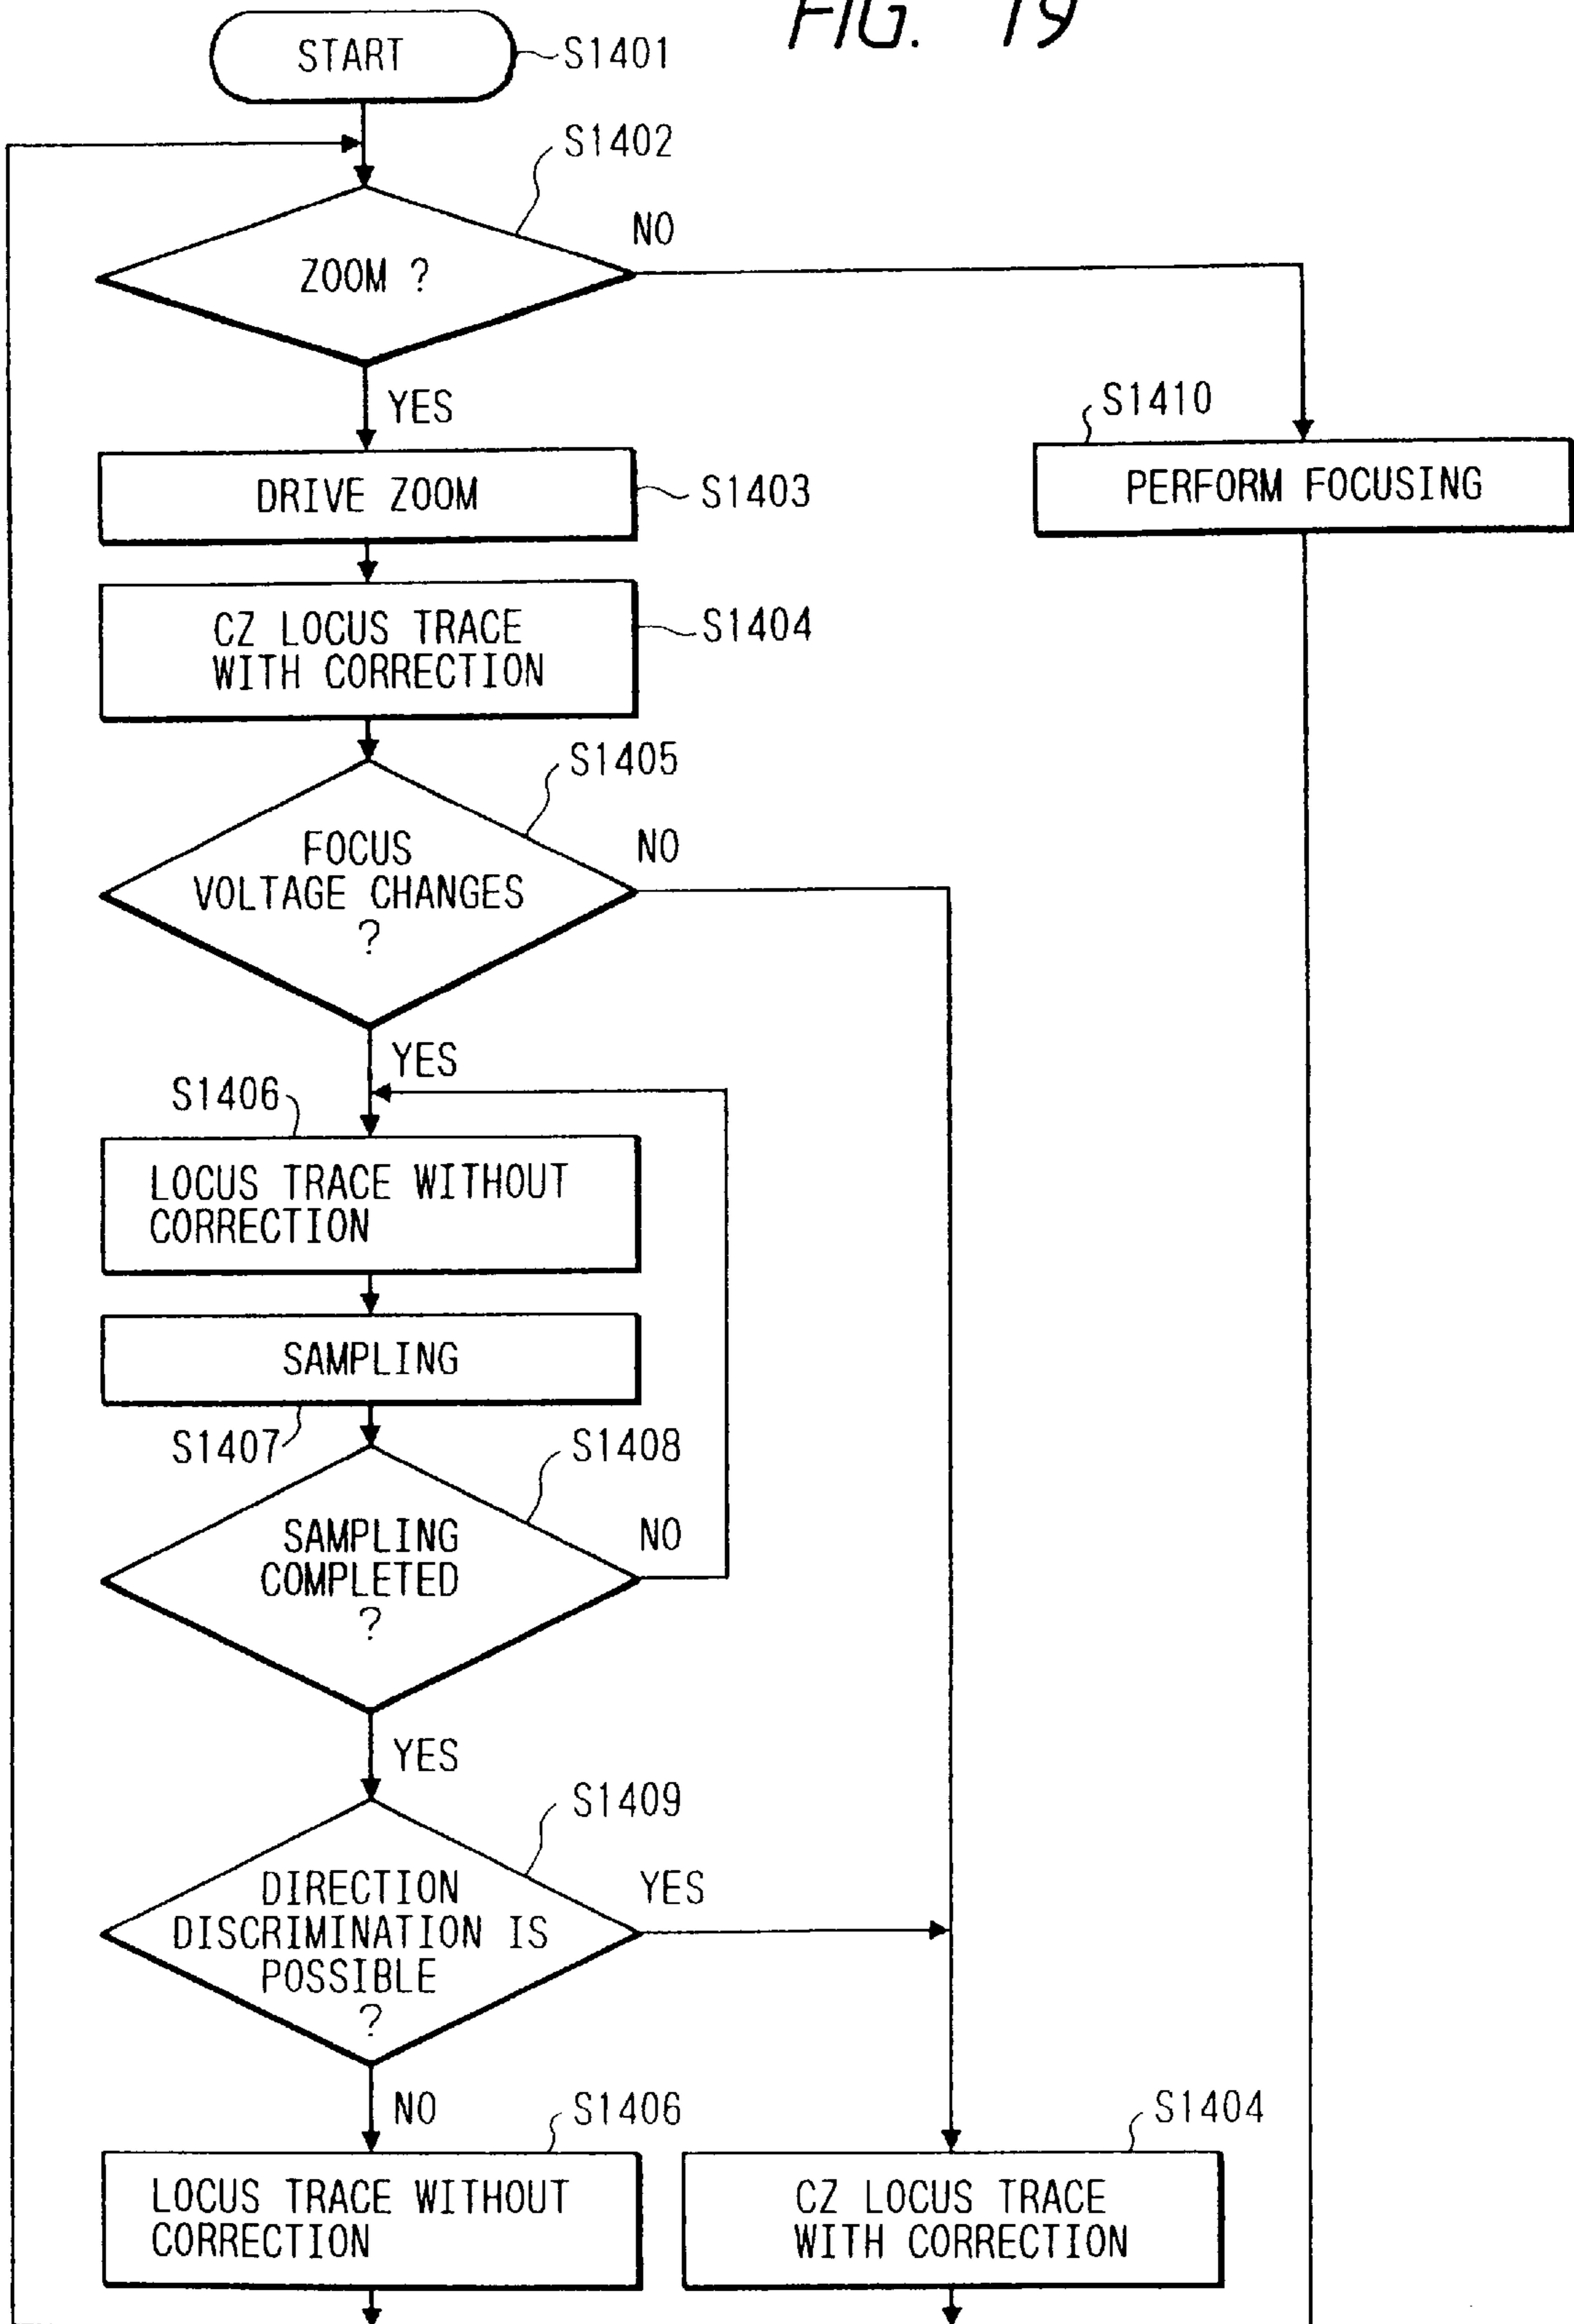 FIG. 19
START
S1401
S1402
ZOOM ?
NO
YES
S1410
PERFORM FOCUSING
DRIVE ZOOM
S1403
CZ LOCUS TRACE
WITH CORRECTION
S1404
S1405
FOCUS
VOLTAGE CHANGES
?
NO
YES
S1406
LOCUS TRACE WITHOUT
CORRECTION
SAMPLING
S1407
S1408
SAMPLING
COMPLETED
?
NO
YES
S1409
DIRECTION
DISCRIMINATION IS
POSSIBLE
?
YES
NO
S1406
LOCUS TRACE WITHOUT
CORRECTION
S1404
CZ LOCUS TRACE
WITH CORRECTION